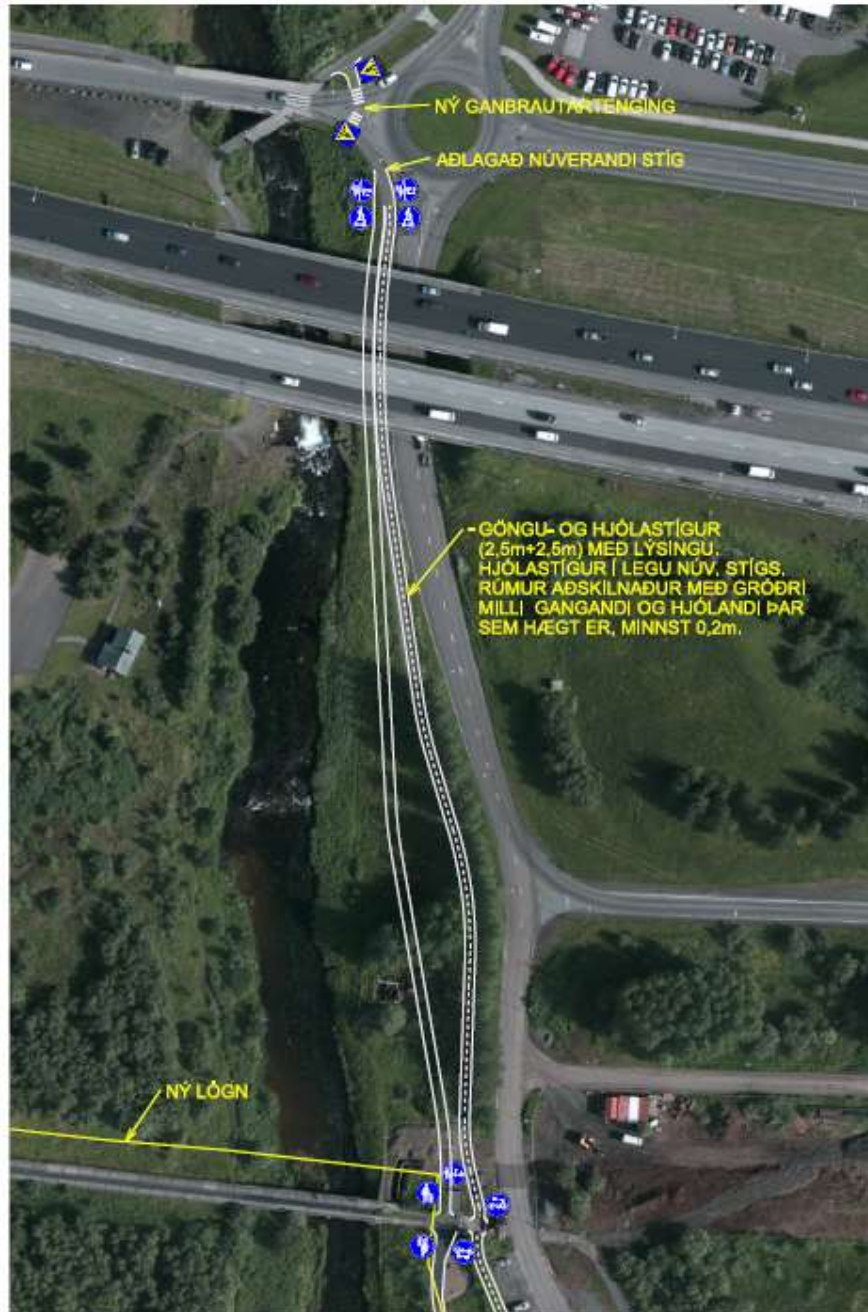 NÝ GANBRAUTARTENGING
AÐLAGAÐ NÚVERANDI STÍG
GÖNGU- OG HJÓLASTÍGUR
(2,5m+2,5m) MEÐ LÝSINGU.
HJÓLASTÍGUR Í LEGU NÚV. STÍGS.
RÚMUR AÐSKILNAÐUR MEÐ GRÓÐRI
MILLI GANGANDI OG HJÓLANDI ÞAR
SEM HÆGT ER, MINNST 0,2m.
NÝ LÖGN